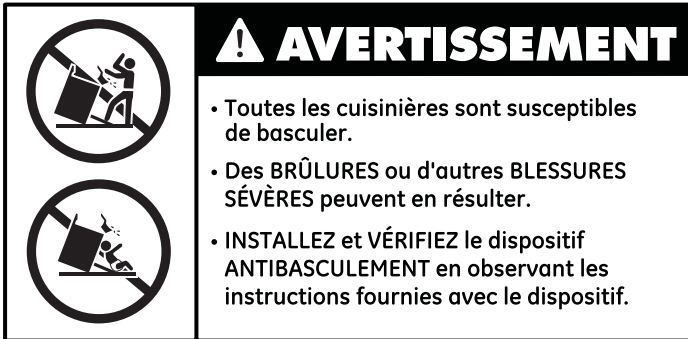 AVERTISSEMENT
• Toutes les cuisinières sont susceptibles
de basculer.
• Des BRÛLURES ou d'autres BLESSURES
SÉVÈRES peuvent en résulter.
• INSTALLEZ et VÉRIFIEZ le dispositif
ANTIBASCULEMENT en observant les
instructions fournies avec le dispositif.